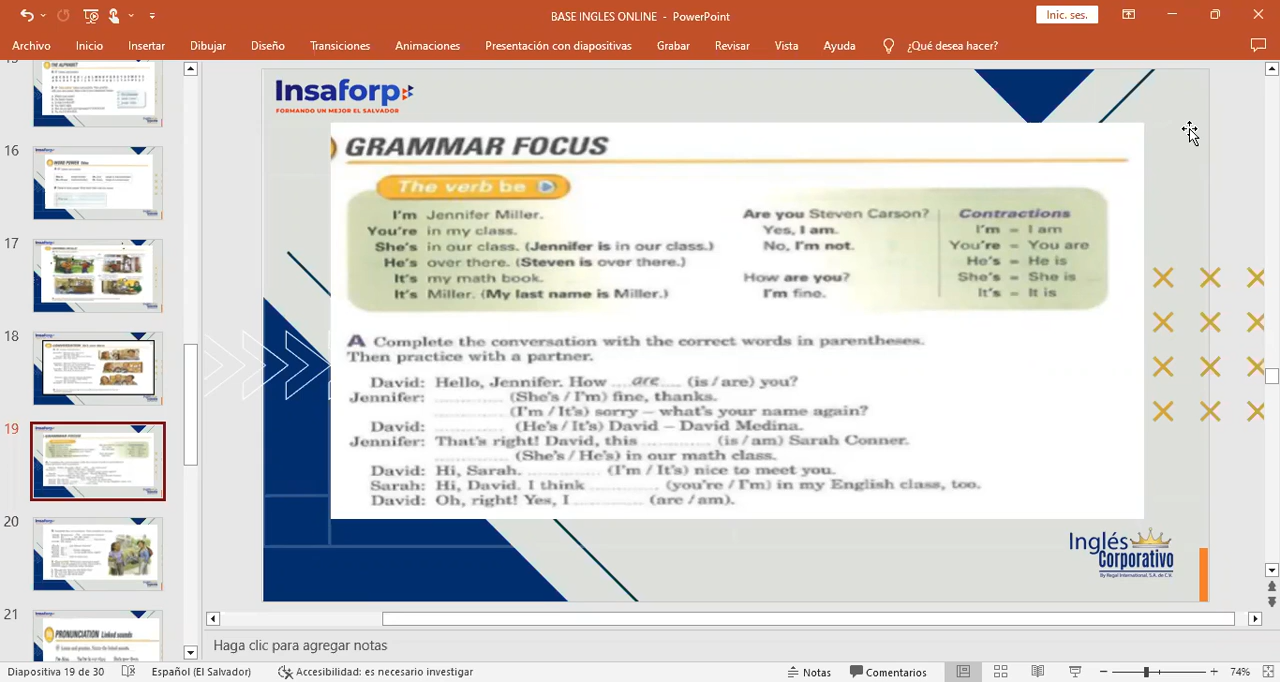 BASE INGLES ONLINE - PowerPoint
Inic. ses.
Archivo Inicio Insertar Dibujar Diseño Transiciones Animaciones Presentación con diapositivas Grabar Revisar Vista Ayuda ¿Qué desea hacer?
16
17
18
19
20
21
PRONUNCIATION Linked sounds
Insaforp
FORMANDO UN MEJOR EL SALVADOR
GRAMMAR FOCUS
The verb be
I'm Jennifer Miller.
You're in my class.
She's in our class. (Jennifer is in our class.)
He's over there. (Steven is over there.)
It's my math book.
It's Miller. (My last name is Miller.)
Are you Steven Carson?
Yes, I am.
No, I'm not.
How are you?
I'm fine.
Contractions
I'm = I am
You're = You are
He's = He is
She's = She is
It's = It is
A Complete the conversation with the correct words in parentheses.
Then practice with a partner.
David: Hello, Jennifer. How ....are.... (is / are) you?
Jennifer: .............. (She's / I'm) fine, thanks.
.............. (I'm / It's) sorry – what's your name again?
David: .............. (He's / It's) David – David Medina.
Jennifer: That's right! David, this .............. (is / am) Sarah Conner.
.............. (She's / He's) in our math class.
David: Hi, Sarah. .............. (I'm / It's) nice to meet you.
Sarah: Hi, David. I think .............. (you're / I'm) in my English class, too.
David: Oh, right! Yes, I .............. (are / am).
Inglés
Corporativo
By Regal International, S.A. de C.V.
Haga clic para agregar notas
Diapositiva 19 de 30 Español (El Salvador) Accesibilidad: es necesario investigar Notas Comentarios 74%